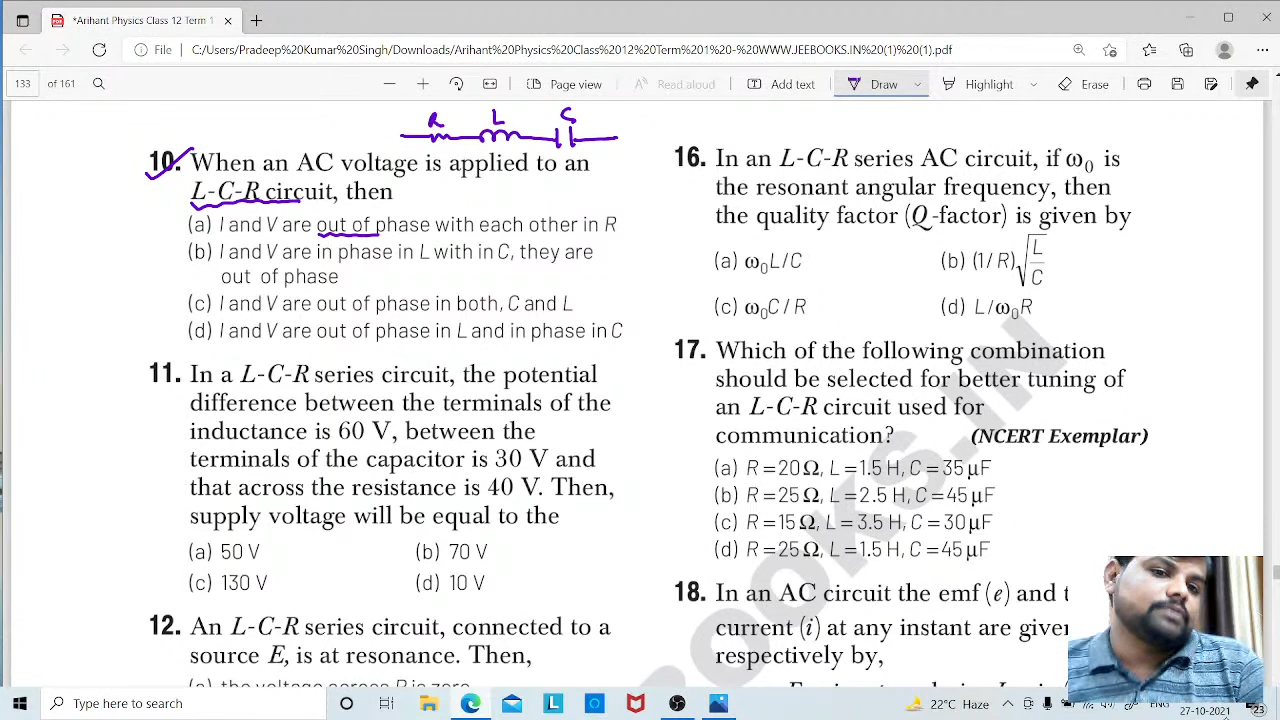 *Arihant Physics Class 12 Term 1
File
C:/Users/Pradeep%20Kumar%20Singh/Downloads/Arihant%20Physics%20Class%2012%20Term%201%20-%20%20WWW.JEEBOOKS.IN%20(1)%20(1).pdf
133 of 161
Page view
Read aloud
Add text
Draw
Highlight
Erase
R L C
10. When an AC voltage is applied to an
L-C-R circuit, then
(a) I and V are out of phase with each other in R
(b) I and V are in phase in L with in C, they are
out of phase
(c) I and V are out of phase in both, C and L
(d) I and V are out of phase in L and in phase in C
11. In a L-C-R series circuit, the potential
difference between the terminals of the
inductance is 60 V, between the
terminals of the capacitor is 30 V and
that across the resistance is 40 V. Then,
supply voltage will be equal to the
(a) 50 V (b) 70 V
(c) 130 V (d) 10 V
12. An L-C-R series circuit, connected to a
source E, is at resonance. Then,
(a) the voltage across R is zero
16. In an L-C-R series AC circuit, if ω₀ is
the resonant angular frequency, then
the quality factor (Q-factor) is given by
(a) ω₀L/C (b) (1/R)√(L/C)
(c) ω₀C/R (d) L/ω₀R
17. Which of the following combination
should be selected for better tuning of
an L-C-R circuit used for
communication? (NCERT Exemplar)
(a) R=20 Ω, L=1.5 H, C=35 μF
(b) R=25 Ω, L=2.5 H, C=45 μF
(c) R=15 Ω, L=3.5 H, C=30 μF
(d) R=25 Ω, L=1.5 H, C=45 μF
18. In an AC circuit the emf (e) and t
current (i) at any instant are given
respectively by,
OOKS.IN
Type here to search
22°C Haze
27-10-2021
23